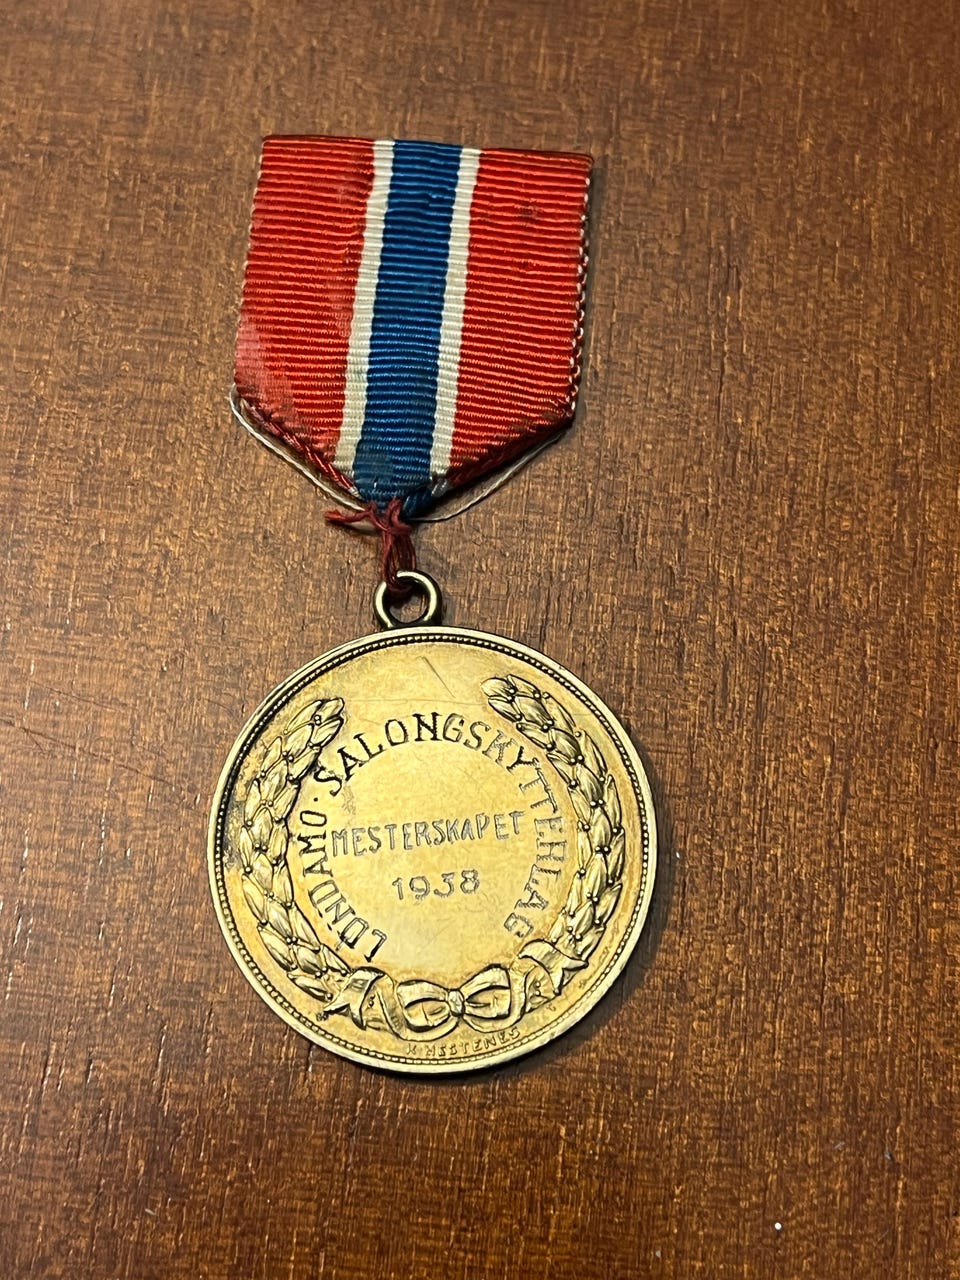 LUNDAMO · SALONGSKYTTERLAG
MESTERSKAPET
1938